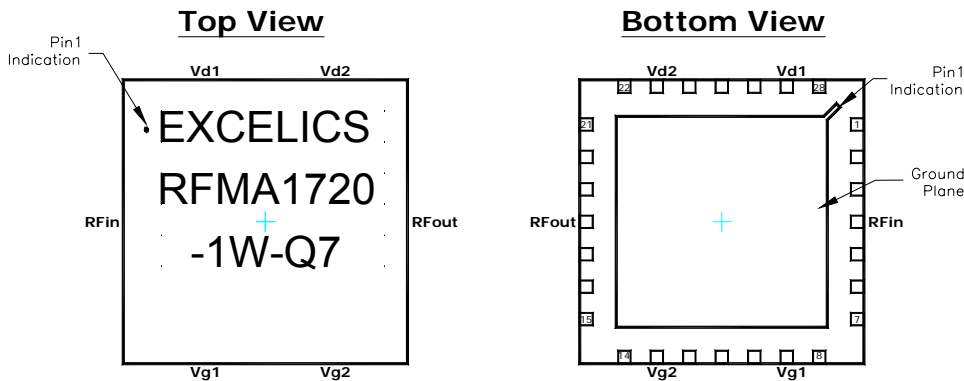 Top View
Pin1
Indication
Vd1
Vd2
EXCELICS
RFMA1720
-1W-Q7
RFin
RFout
Vg1
Vg2
Bottom View
Vd2
Vd1
Pin1
Indication
22
28
21
1
Ground
Plane
RFout
RFin
15
7
14
8
Vg2
Vg1